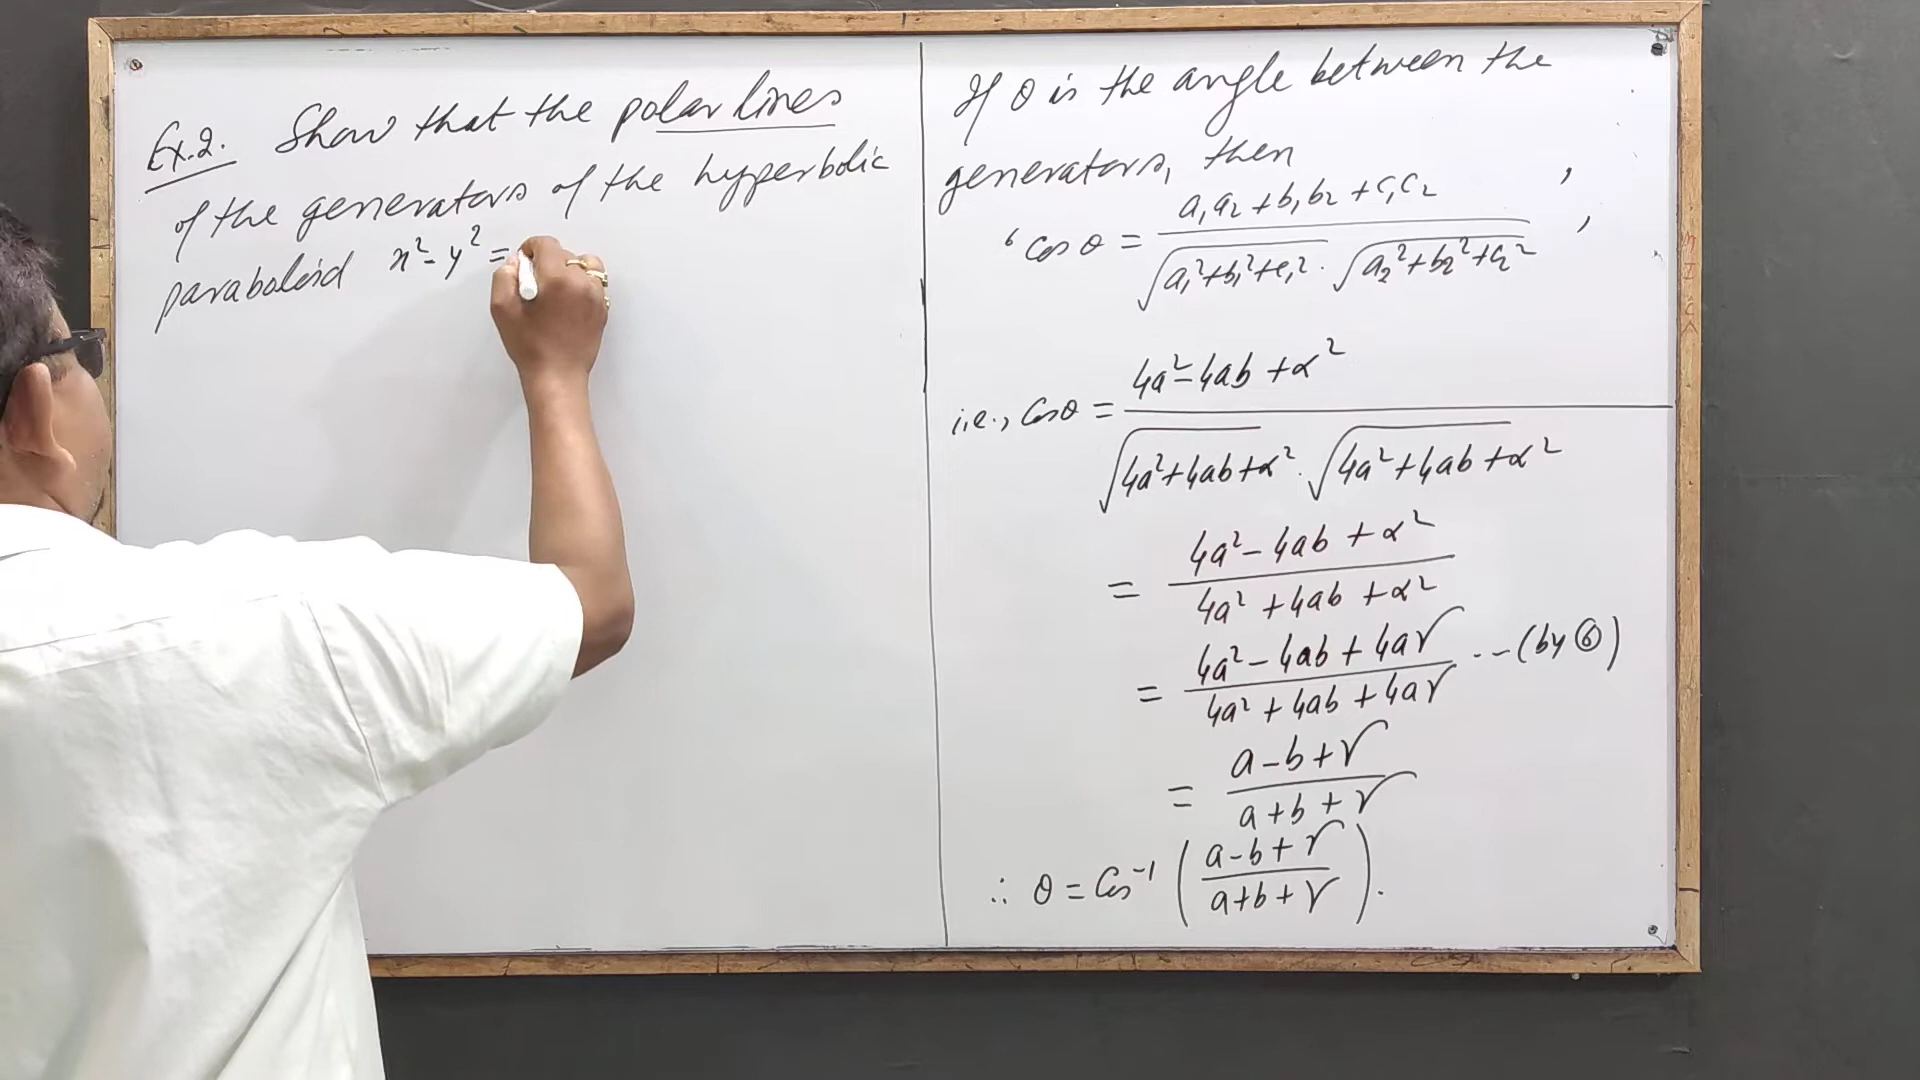 Ex.2. Show that the polar lines
of the generators of the hyperbolic
paraboloid x² - y² =
If θ is the angle between the
generators, then
Cos θ = (a₁a₂ + b₁b₂ + c₁c₂) / (√(a₁² + b₁² + c₁²) · √(a₂² + b₂² + c₂²)),
i.e., Cos θ = (4a² - 4ab + α²) / (√(4a² + 4ab + α²) · √(4a² + 4ab + α²))
= (4a² - 4ab + α²) / (4a² + 4ab + α²)
= (4a² - 4ab + 4aγ) / (4a² + 4ab + 4aγ) --- (by ⑥)
= (a - b + γ) / (a + b + γ)
∴ θ = Cos⁻¹ ((a - b + γ) / (a + b + γ)).